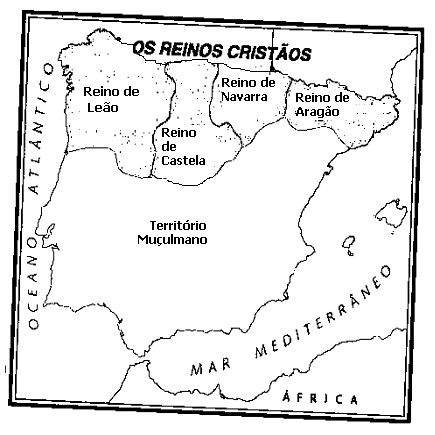 OS REINOS CRISTÃOS
Reino de
Leão
Reino
de
Castela
Reino de
Navarra
Reino de
Aragão
Território
Muçulmano
OCEANO ATLÂNTICO
MAR MEDITERRÂNEO
ÁFRICA